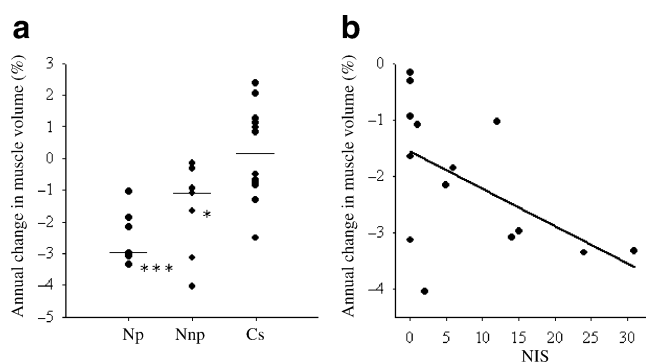 a
Annual change in muscle volume (%)
3
2
1
0
−1
−2
−3
−4
−5
***
*
Np
Nnp
Cs
b
Annual change in muscle volume (%)
0
−1
−2
−3
−4
0 5 10 15 20 25 30
NIS